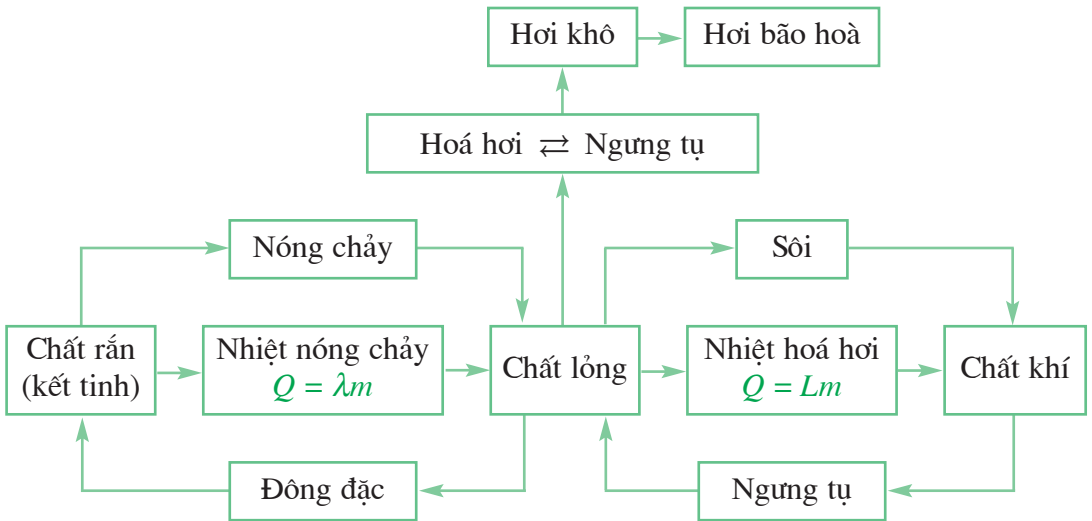 Hơi khô
Hơi bão hoà
Hoá hơi ⇄ Ngưng tụ
Nóng chảy
Sôi
Chất rắn
(kết tinh)
Nhiệt nóng chảy
Q = λm
Chất lỏng
Nhiệt hoá hơi
Q = Lm
Chất khí
Đông đặc
Ngưng tụ